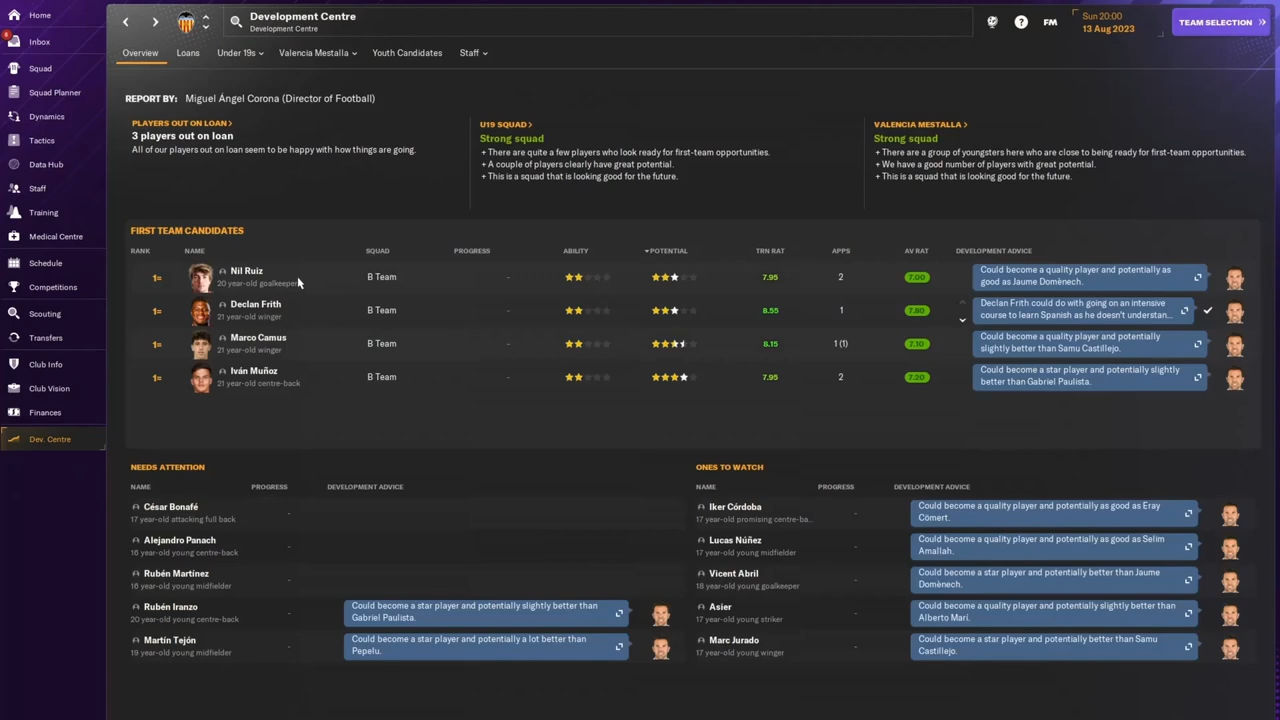 Home
Development Centre
Development Centre
FM
Sun 20:00
13 Aug 2023
TEAM SELECTION
6
Inbox
Squad
Squad Planner
Dynamics
Tactics
Data Hub
Staff
Training
Medical Centre
Schedule
Competitions
Scouting
Transfers
Club Info
Club Vision
Finances
Dev. Centre
Overview
Loans
Under 19s
Valencia Mestalla
Youth Candidates
Staff
REPORT BY: Miguel Ángel Corona (Director of Football)
PLAYERS OUT ON LOAN >
3 players out on loan
All of our players out on loan seem to be happy with how things are going.
U19 SQUAD >
Strong squad
+ There are quite a few players who look ready for first-team opportunities.
+ A couple of players clearly have great potential.
+ This is a squad that is looking good for the future.
VALENCIA MESTALLA >
Strong squad
+ There are a group of youngsters here who are close to being ready for first-team opportunities.
+ We have a good number of players with great potential.
+ This is a squad that is looking good for the future.
FIRST TEAM CANDIDATES
RANK NAME SQUAD PROGRESS ABILITY POTENTIAL TRN RAT APPS AV RAT DEVELOPMENT ADVICE
1= Nil Ruiz B Team - 7.95 2 7.00 Could become a quality player and potentially as
20 year-old goalkeeper good as Jaume Domènech.
1= Declan Frith B Team - 8.55 1 7.80 Declan Frith could do with going on an intensive
21 year-old winger course to learn Spanish as he doesn't understan...
1= Marco Camus B Team - 8.15 1 (1) 7.10 Could become a quality player and potentially
21 year-old winger slightly better than Samu Castillejo.
1= Iván Muñoz B Team - 7.95 2 7.20 Could become a star player and potentially slightly
21 year-old centre-back better than Gabriel Paulista.
NEEDS ATTENTION
NAME PROGRESS DEVELOPMENT ADVICE
César Bonafé -
17 year-old attacking full back
Alejandro Panach -
16 year-old young centre-back
Rubén Martínez -
16 year-old young midfielder
Rubén Iranzo - Could become a star player and potentially slightly better than
20 year-old young centre-back Gabriel Paulista.
Martín Tejón - Could become a star player and potentially a lot better than
19 year-old young midfielder Pepelu.
ONES TO WATCH
NAME PROGRESS DEVELOPMENT ADVICE
Iker Córdoba - Could become a quality player and potentially as good as Eray
17 year-old promising centre-ba... Cömert.
Lucas Núñez - Could become a quality player and potentially as good as Selim
17 year-old young midfielder Amallah.
Vicent Abril - Could become a star player and potentially better than Jaume
18 year-old young goalkeeper Domènech.
Asier - Could become a quality player and potentially slightly better than
17 year-old young striker Alberto Marí.
Marc Jurado - Could become a star player and potentially better than Samu
17 year-old young winger Castillejo.